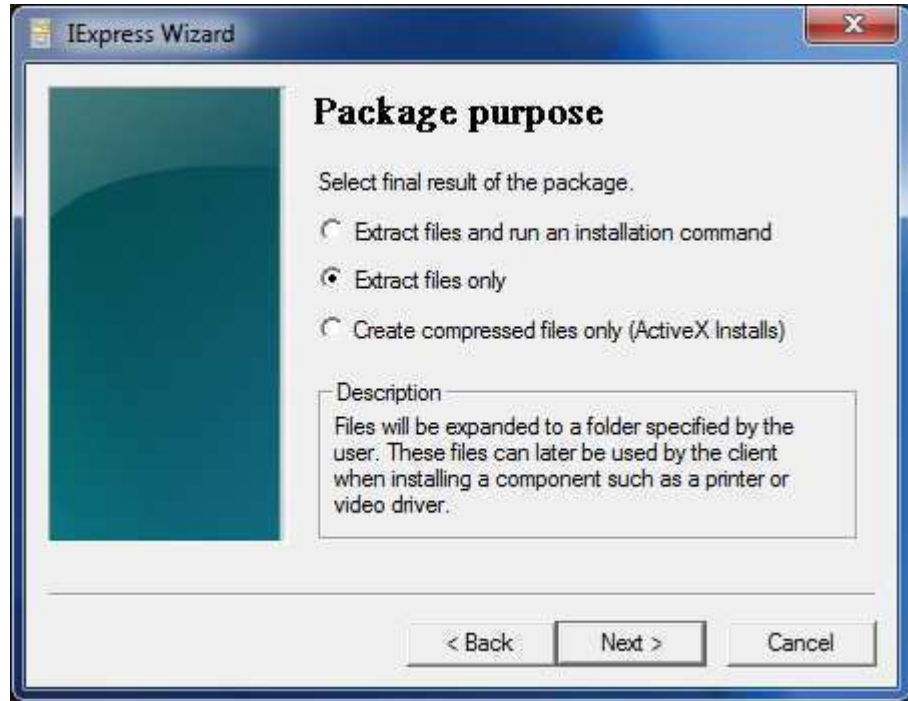 IExpress Wizard
Package purpose
Select final result of the package.
Extract files and run an installation command
Extract files only
Create compressed files only (ActiveX Installs)
Description
Files will be expanded to a folder specified by the
user. These files can later be used by the client
when installing a component such as a printer or
video driver.
< Back
Next >
Cancel